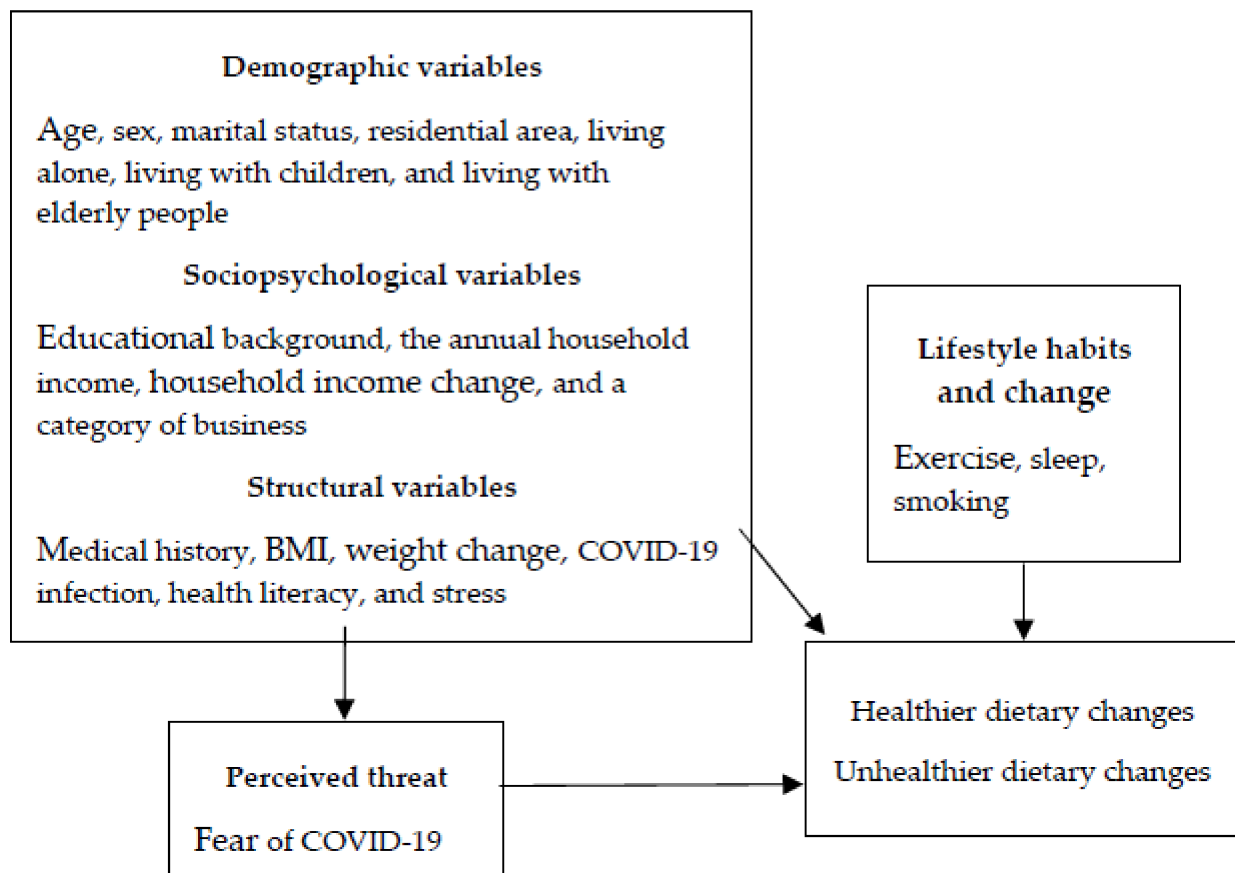 Demographic variables
Age, sex, marital status, residential area, living
alone, living with children, and living with
elderly people
Sociopsychological variables
Educational background, the annual household
income, household income change, and a
category of business
Structural variables
Medical history, BMI, weight change, COVID-19
infection, health literacy, and stress
Lifestyle habits
and change
Exercise, sleep,
smoking
Perceived threat
Fear of COVID-19
Healthier dietary changes
Unhealthier dietary changes